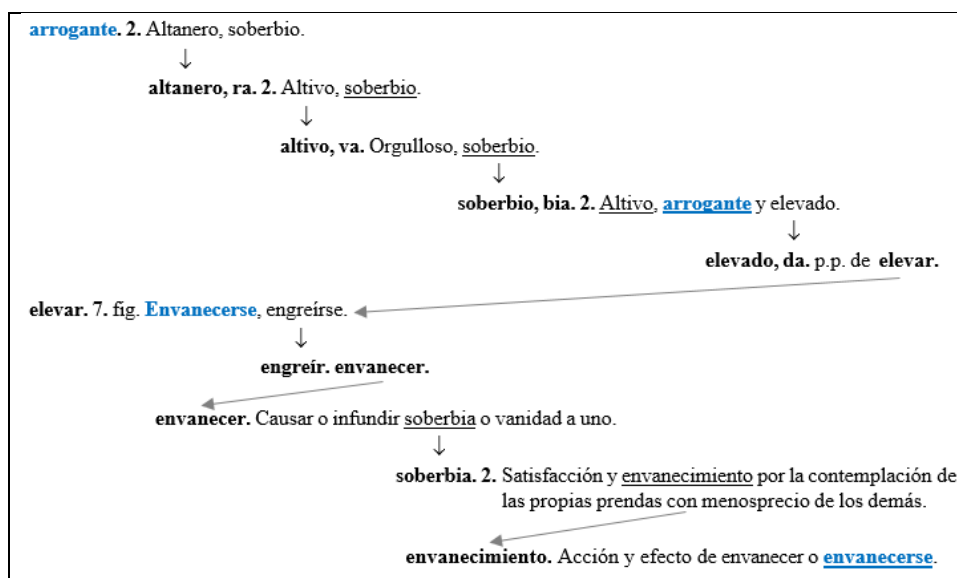 arrogante. 2. Altanero, soberbio.
altanero, ra. 2. Altivo, soberbio.
altivo, va. Orgulloso, soberbio.
soberbio, bia. 2. Altivo, arrogante y elevado.
elevado, da. p.p. de elevar.
elevar. 7. fig. Envanecerse, engreírse.
engreír. envanecer.
envanecer. Causar o infundir soberbia o vanidad a uno.
soberbia. 2. Satisfacción y envanecimiento por la contemplación de
las propias prendas con menosprecio de los demás.
envanecimiento. Acción y efecto de envanecer o envanecerse.